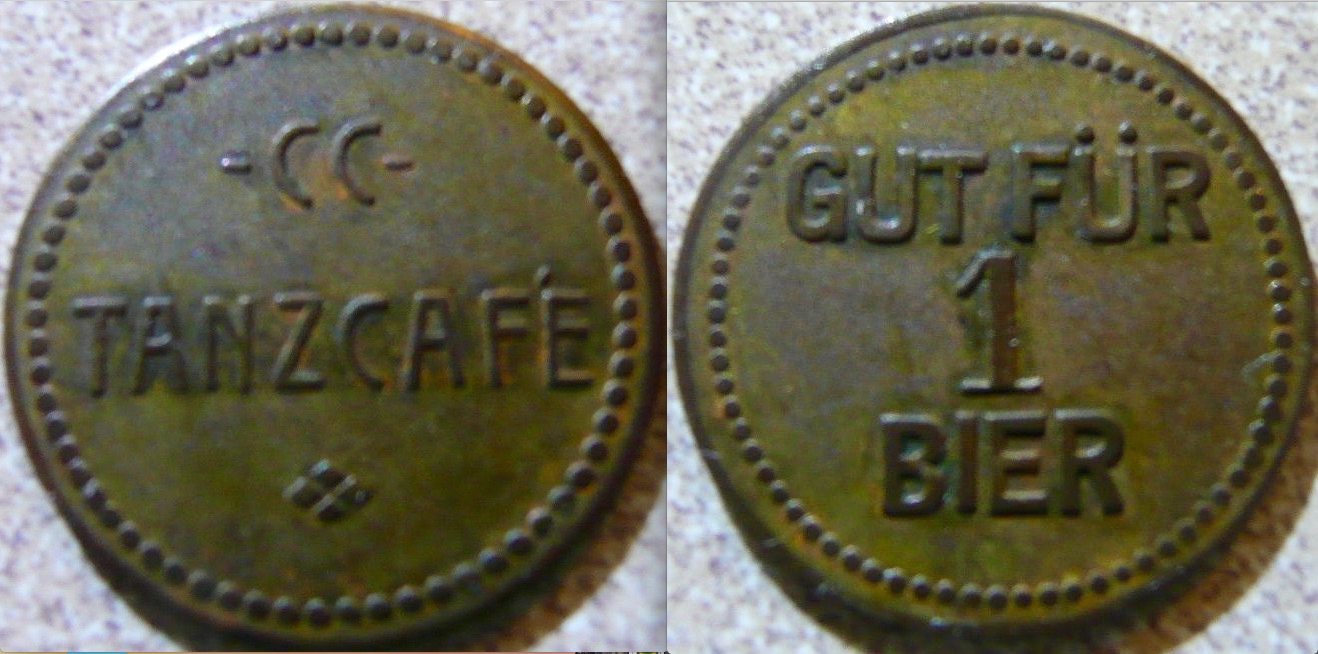 -CC-
TANZCAFÉ
GUT FÜR
1
BIER